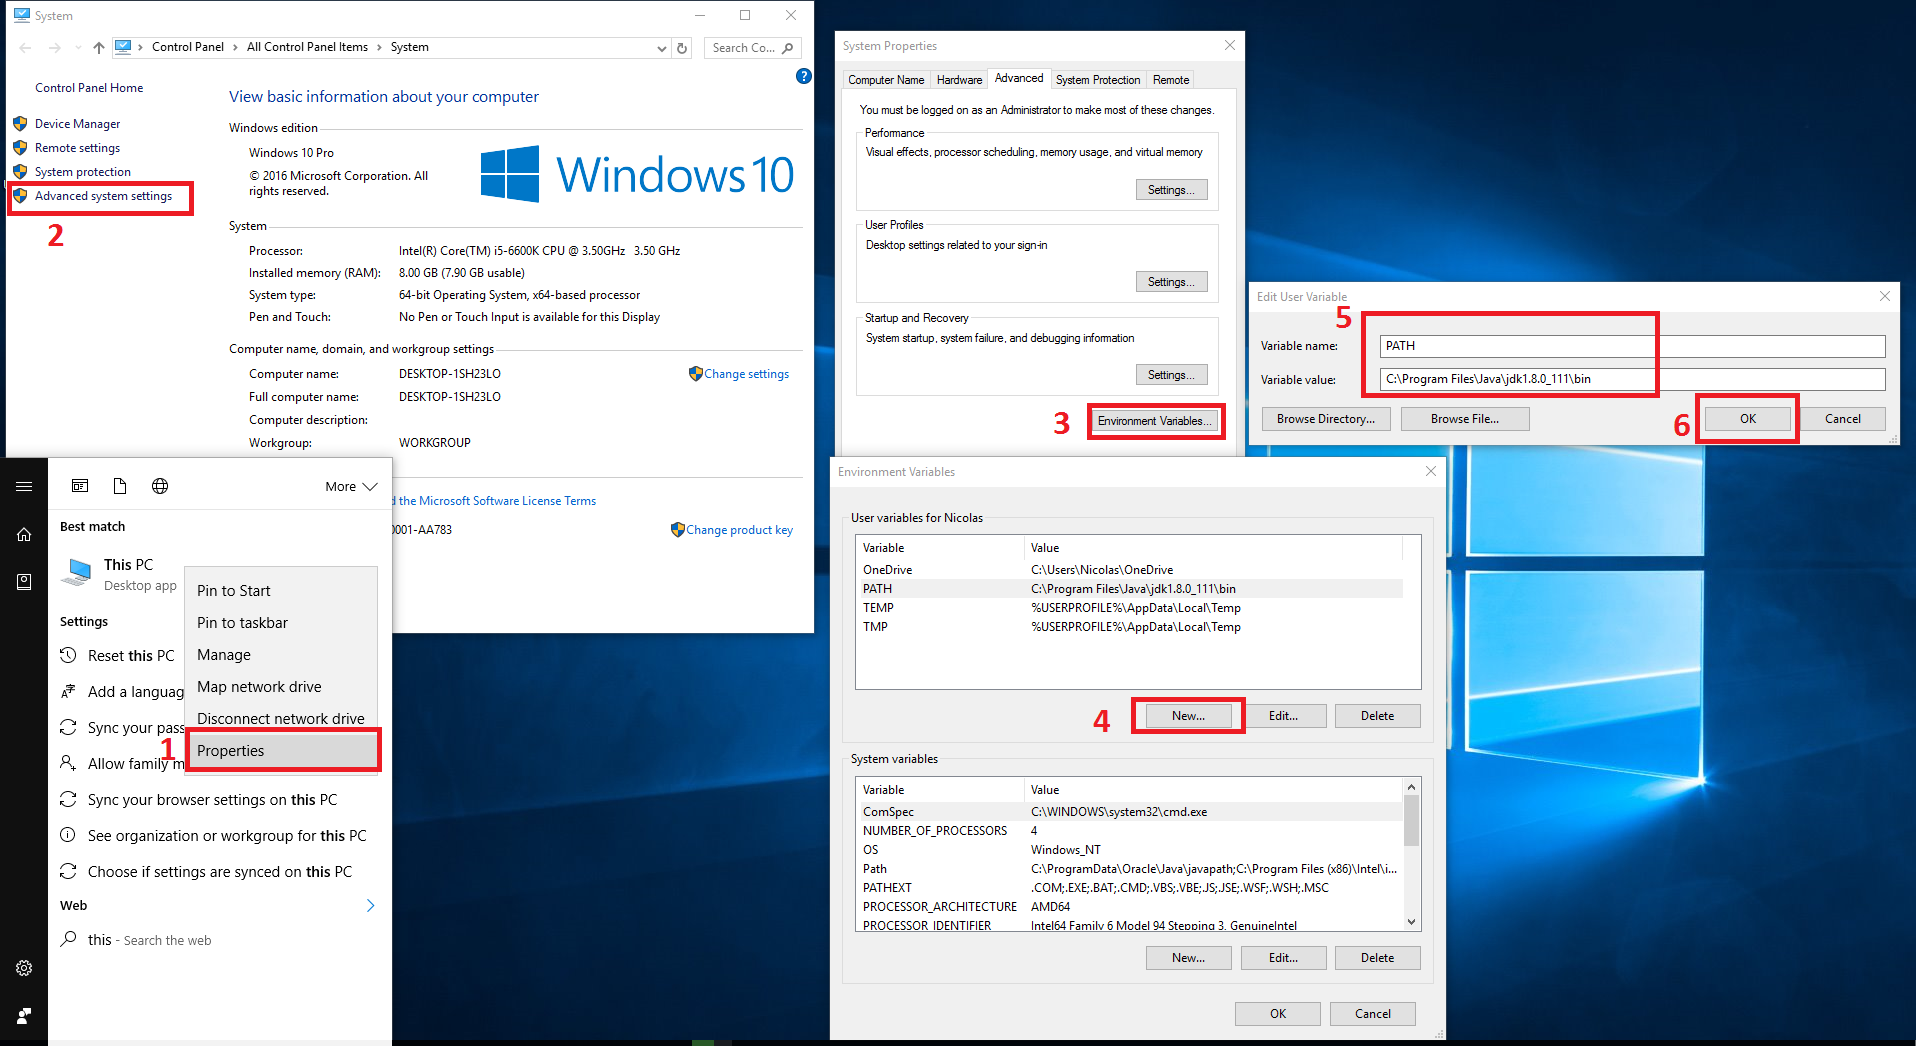 System
Control Panel > All Control Panel Items > System
Search Co...
Control Panel Home
Device Manager
Remote settings
System protection
Advanced system settings
2
View basic information about your computer
Windows edition
Windows 10 Pro
© 2016 Microsoft Corporation. All
rights reserved.
Windows 10
System
Processor: Intel(R) Core(TM) i5-6600K CPU @ 3.50GHz 3.50 GHz
Installed memory (RAM): 8.00 GB (7.90 GB usable)
System type: 64-bit Operating System, x64-based processor
Pen and Touch: No Pen or Touch Input is available for this Display
Computer name, domain, and workgroup settings
Computer name: DESKTOP-1SH23LO
Change settings
Full computer name: DESKTOP-1SH23LO
Computer description:
Workgroup: WORKGROUP
d the Microsoft Software License Terms
0001-AA783
Change product key
More
Best match
This PC
Desktop app
Settings
Reset this PC
Add a languag
Sync your pass
Allow family m
Sync your browser settings on this PC
See organization or workgroup for this PC
Choose if settings are synced on this PC
Web
this - Search the web
Pin to Start
Pin to taskbar
Manage
Map network drive
Disconnect network drive
1
Properties
System Properties
Computer Name
Hardware
Advanced
System Protection
Remote
You must be logged on as an Administrator to make most of these changes.
Performance
Visual effects, processor scheduling, memory usage, and virtual memory
Settings...
User Profiles
Desktop settings related to your sign-in
Settings...
Startup and Recovery
System startup, system failure, and debugging information
Settings...
3
Environment Variables...
Environment Variables
User variables for Nicolas
Variable Value
OneDrive C:\Users\Nicolas\OneDrive
PATH C:\Program Files\Java\jdk1.8.0_111\bin
TEMP %USERPROFILE%\AppData\Local\Temp
TMP %USERPROFILE%\AppData\Local\Temp
4
New...
Edit...
Delete
System variables
Variable Value
ComSpec C:\WINDOWS\system32\cmd.exe
NUMBER_OF_PROCESSORS 4
OS Windows_NT
Path C:\ProgramData\Oracle\Java\javapath;C:\Program Files (x86)\Intel\i...
PATHEXT .COM;.EXE;.BAT;.CMD;.VBS;.VBE;.JS;.JSE;.WSF;.WSH;.MSC
PROCESSOR_ARCHITECTURE AMD64
PROCESSOR_IDENTIFIER Intel64 Family 6 Model 94 Stepping 3, GenuineIntel
New...
Edit...
Delete
OK
Cancel
Edit User Variable
5
Variable name: PATH
Variable value: C:\Program Files\Java\jdk1.8.0_111\bin
Browse Directory...
Browse File...
6
OK
Cancel